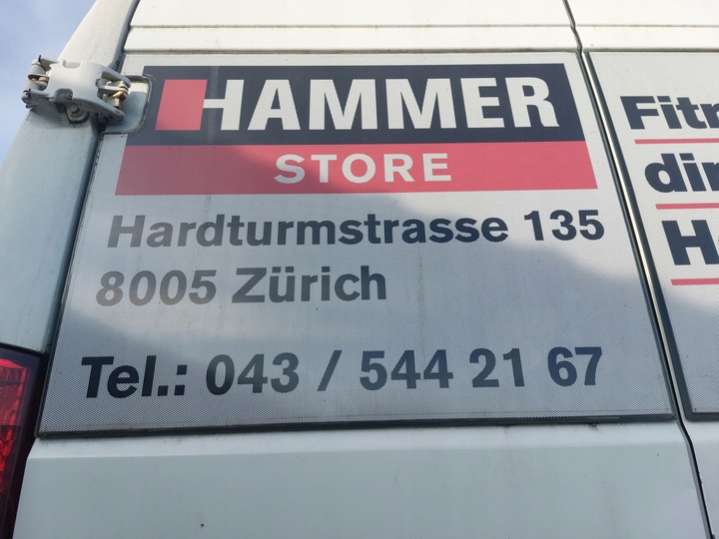 HAMMER
STORE
Hardturmstrasse 135
8005 Zürich
Tel.: 043 / 544 21 67